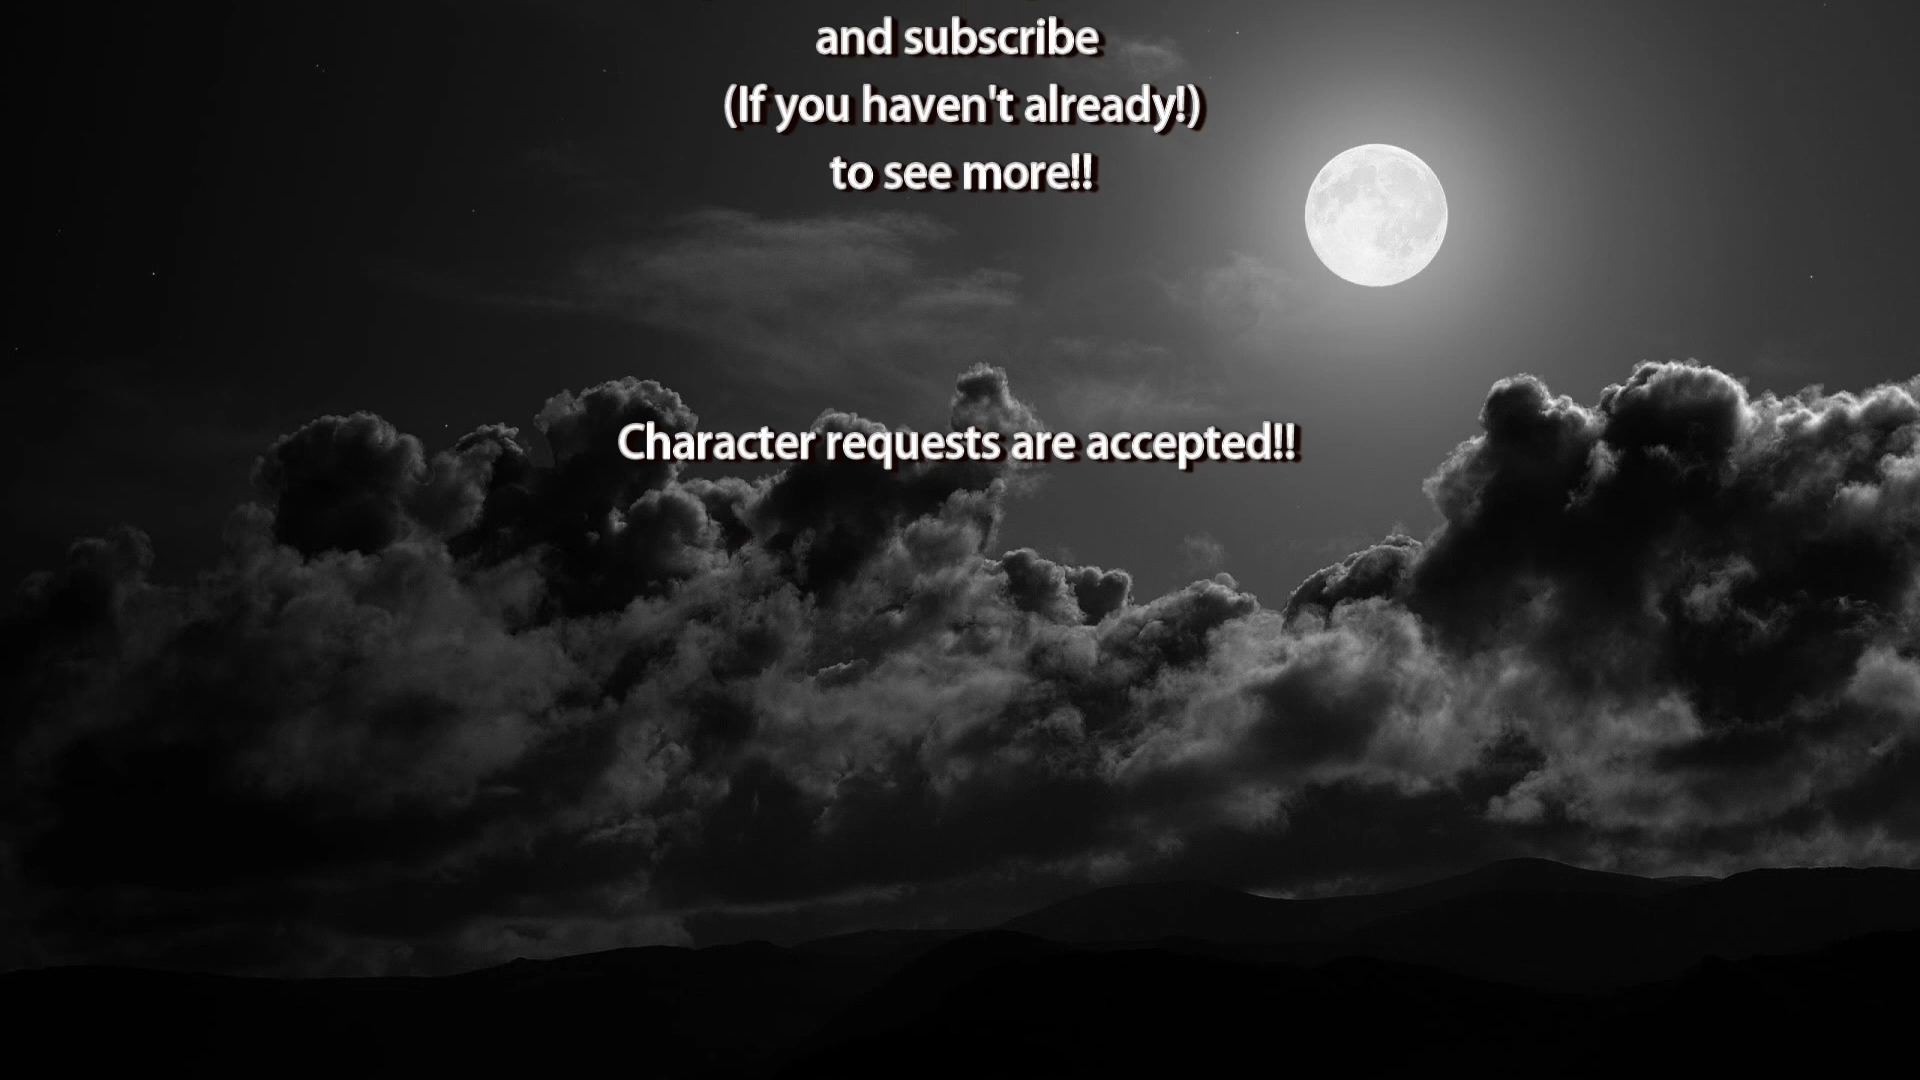 and subscribe
(If you haven't already!)
to see more!!
Character requests are accepted!!